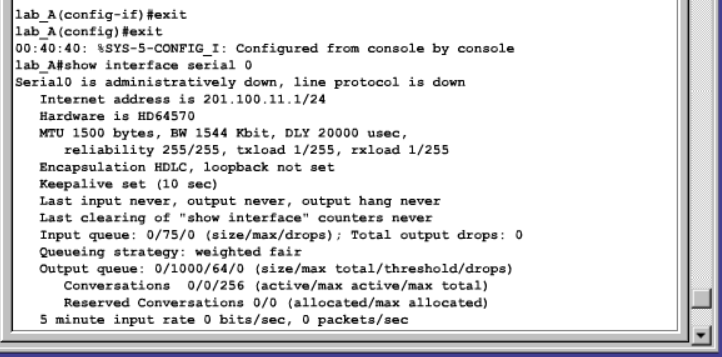 lab_A(config-if)#exit
lab_A(config)#exit
00:40:40: %SYS-5-CONFIG_I: Configured from console by console
lab_A#show interface serial 0
Serial0 is administratively down, line protocol is down
Internet address is 201.100.11.1/24
Hardware is HD64570
MTU 1500 bytes, BW 1544 Kbit, DLY 20000 usec,
reliability 255/255, txload 1/255, rxload 1/255
Encapsulation HDLC, loopback not set
Keepalive set (10 sec)
Last input never, output never, output hang never
Last clearing of "show interface" counters never
Input queue: 0/75/0 (size/max/drops); Total output drops: 0
Queueing strategy: weighted fair
Output queue: 0/1000/64/0 (size/max total/threshold/drops)
Conversations 0/0/256 (active/max active/max total)
Reserved Conversations 0/0 (allocated/max allocated)
5 minute input rate 0 bits/sec, 0 packets/sec